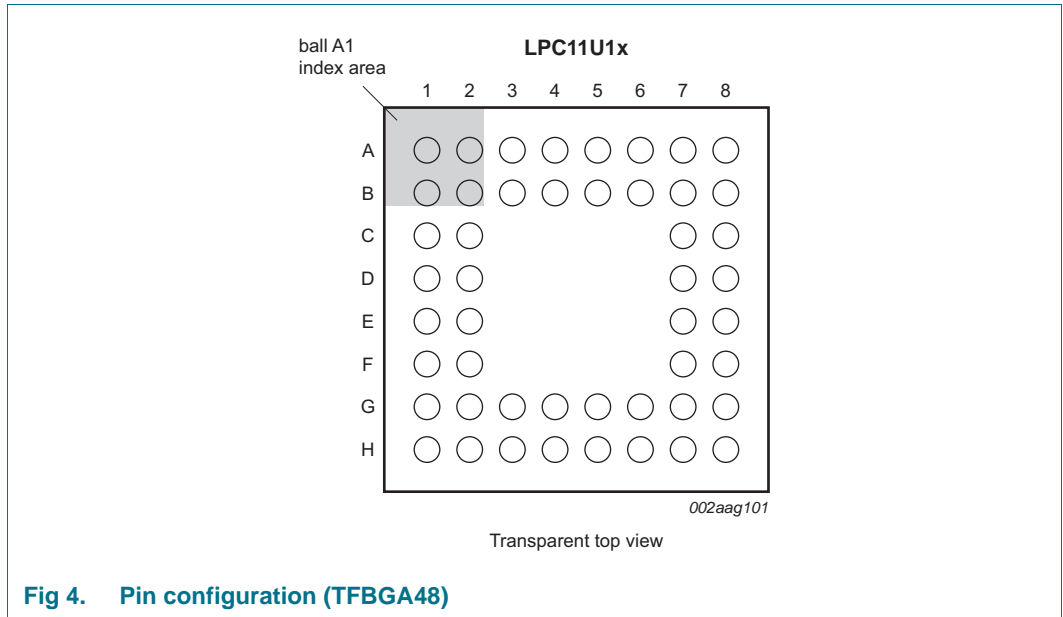 ball A1
index area
LPC11U1x
1 2 3 4 5 6 7 8
A
B
C
D
E
F
G
H
002aag101
Transparent top view
Fig 4. Pin configuration (TFBGA48)